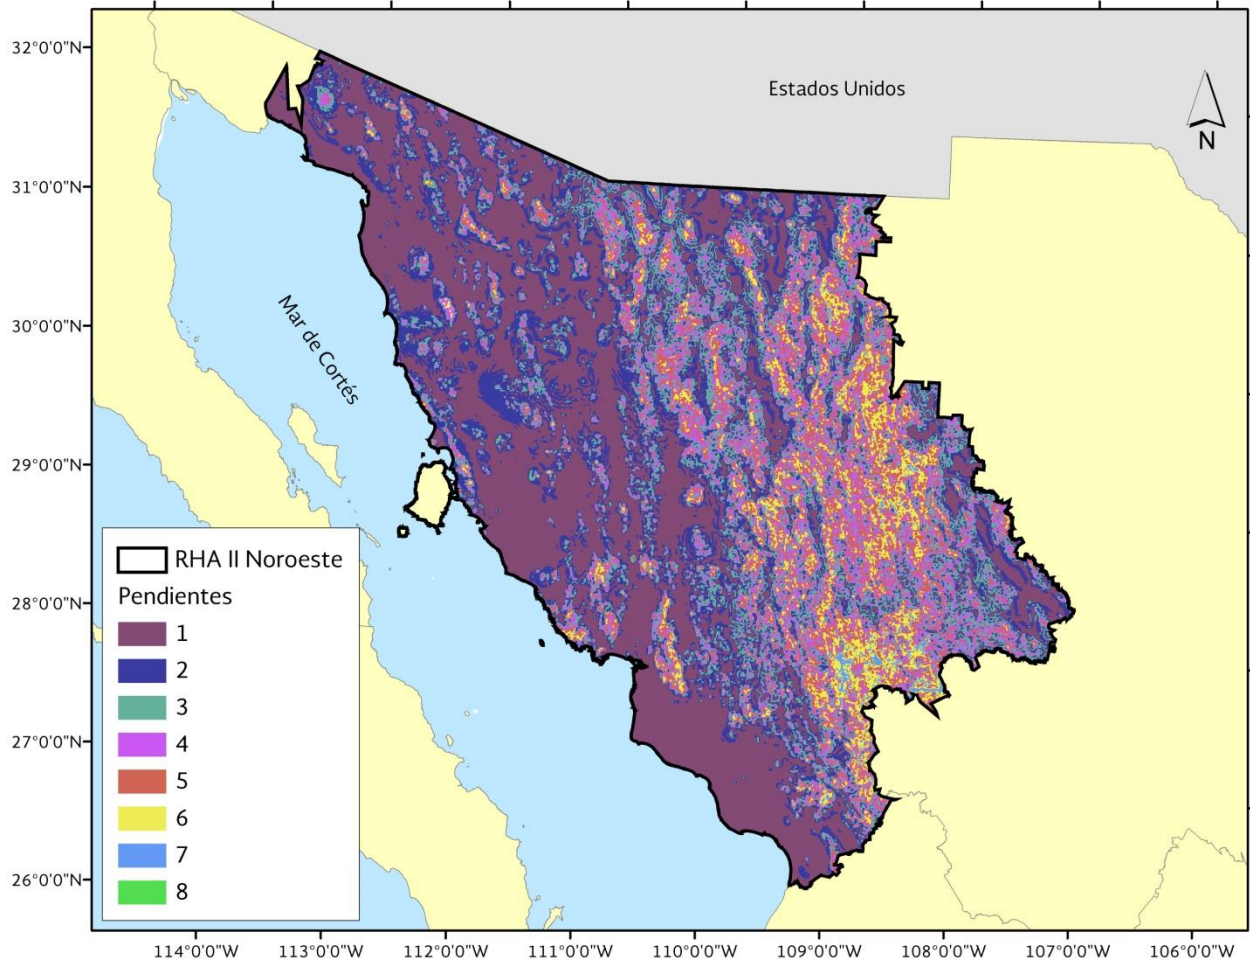 32°0'0"N
Estados Unidos
N
31°0'0"N
30°0'0"N
Mar de Cortés
29°0'0"N
28°0'0"N
27°0'0"N
26°0'0"N
RHA II Noroeste
Pendientes
1
2
3
4
5
6
7
8
114°0'0"W
113°0'0"W
112°0'0"W
111°0'0"W
110°0'0"W
109°0'0"W
108°0'0"W
107°0'0"W
106°0'0"W